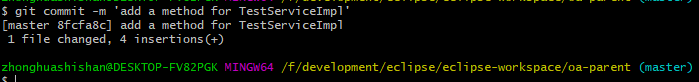 $ git commit -m 'add a method for TestServiceImpl'
[master 8fcfa8c] add a method for TestServiceImpl
 1 file changed, 4 insertions(+)
zhonghuashishan@DESKTOP-FV82PGK MINGW64 /f/development/eclipse/eclipse-workspace/oa-parent (master)
$